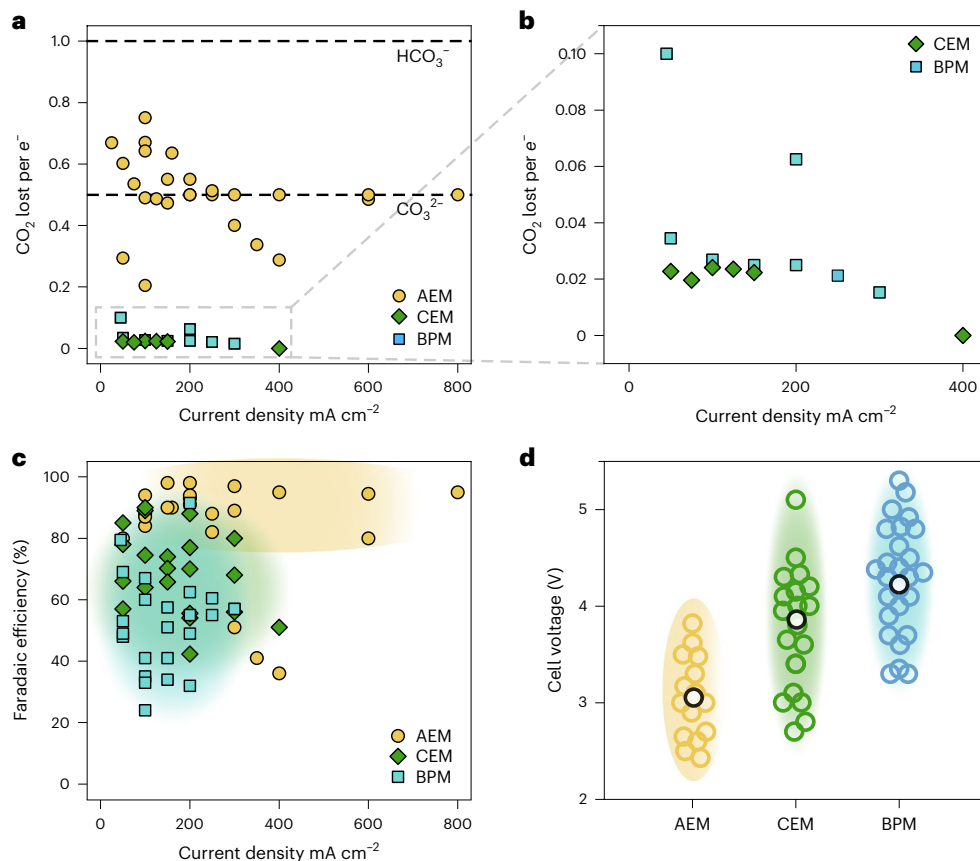 a
1.0
0.8
0.6
0.4
0.2
0
CO₂ lost per e⁻
HCO₃⁻
CO₃²⁻
AEM
CEM
BPM
0 200 400 600 800
Current density mA cm⁻²
b
0.10
0.08
0.06
0.04
0.02
0
CO₂ lost per e⁻
CEM
BPM
0 200 400
Current density mA cm⁻²
c
100
80
60
40
20
0
Faradaic efficiency (%)
AEM
CEM
BPM
0 200 400 600 800
Current density mA cm⁻²
d
5
4
3
2
Cell voltage (V)
AEM CEM BPM